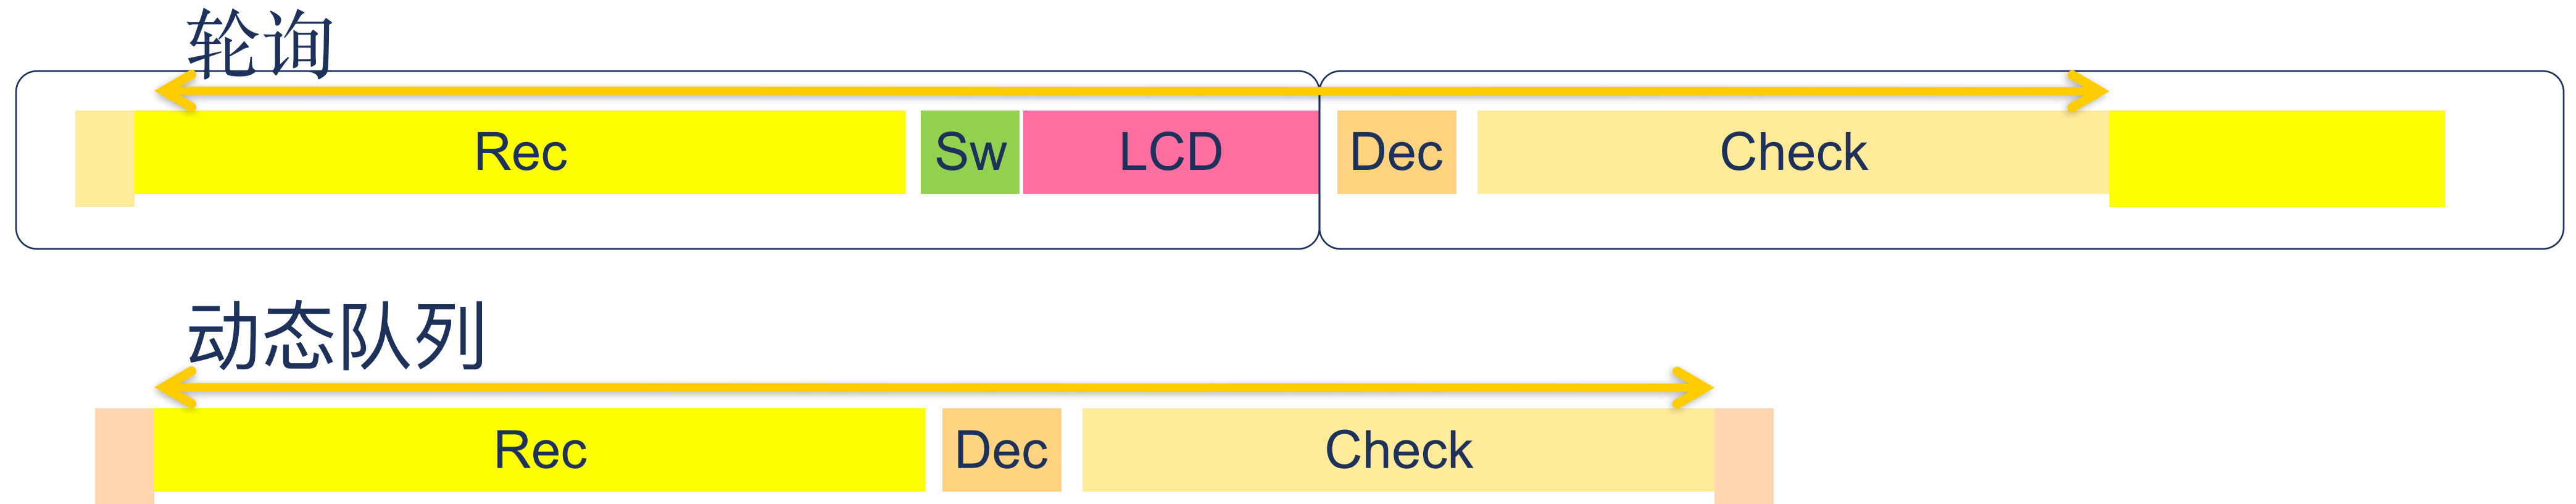 轮询
Rec Sw LCD Dec Check
动态队列
Rec Dec Check